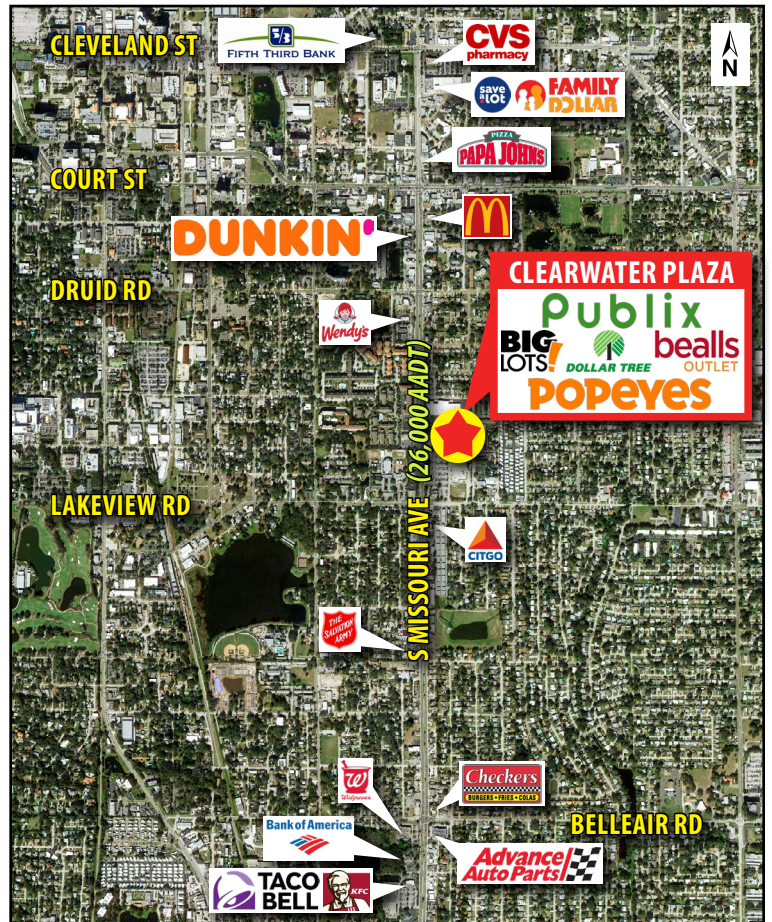 CLEVELAND ST
FIFTH THIRD BANK
CVS
pharmacy
N
save
a lot
FAMILY
DOLLAR
PIZZA
PAPA JOHNS
COURT ST
M
DUNKIN'
DRUID RD
Wendy's
CLEARWATER PLAZA
Publix
BIG
LOTS!
DOLLAR TREE
bealls
OUTLET
POPEYES
S MISSOURI AVE (26,000 AADT)
LAKEVIEW RD
CITGO
THE
SALVATION
ARMY
W
Walgreens
Checkers
BURGERS • FRIES • COLAS
BELLEAIR RD
Bank of America
Advance
Auto Parts
TACO
BELL
KFC